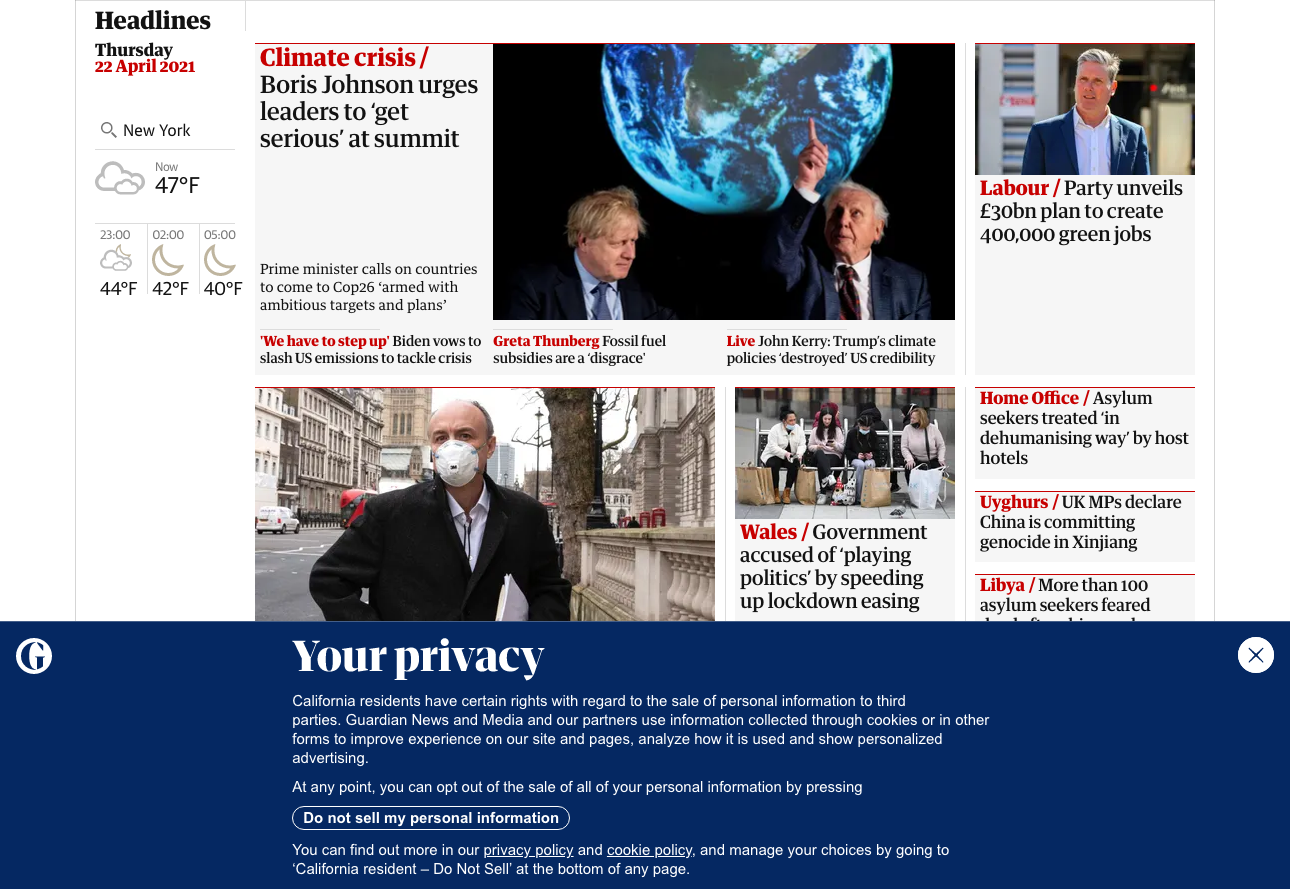 Headlines
Thursday
22 April 2021
New York
Now
47°F
23:00
02:00
05:00
44°F
42°F
40°F
Climate crisis /
Boris Johnson urges
leaders to ‘get
serious’ at summit
Prime minister calls on countries
to come to Cop26 ‘armed with
ambitious targets and plans’
'We have to step up' Biden vows to
slash US emissions to tackle crisis
Greta Thunberg Fossil fuel
subsidies are a ‘disgrace’
Live John Kerry: Trump’s climate
policies ‘destroyed’ US credibility
Labour / Party unveils
£30bn plan to create
400,000 green jobs
Wales / Government
accused of ‘playing
politics’ by speeding
up lockdown easing
Home Office / Asylum
seekers treated ‘in
dehumanising way’ by host
hotels
Uyghurs / UK MPs declare
China is committing
genocide in Xinjiang
Libya / More than 100
asylum seekers feared
Your privacy
California residents have certain rights with regard to the sale of personal information to third
parties. Guardian News and Media and our partners use information collected through cookies or in other
forms to improve experience on our site and pages, analyze how it is used and show personalized
advertising.
At any point, you can opt out of the sale of all of your personal information by pressing
Do not sell my personal information
You can find out more in our privacy policy and cookie policy, and manage your choices by going to
‘California resident – Do Not Sell’ at the bottom of any page.